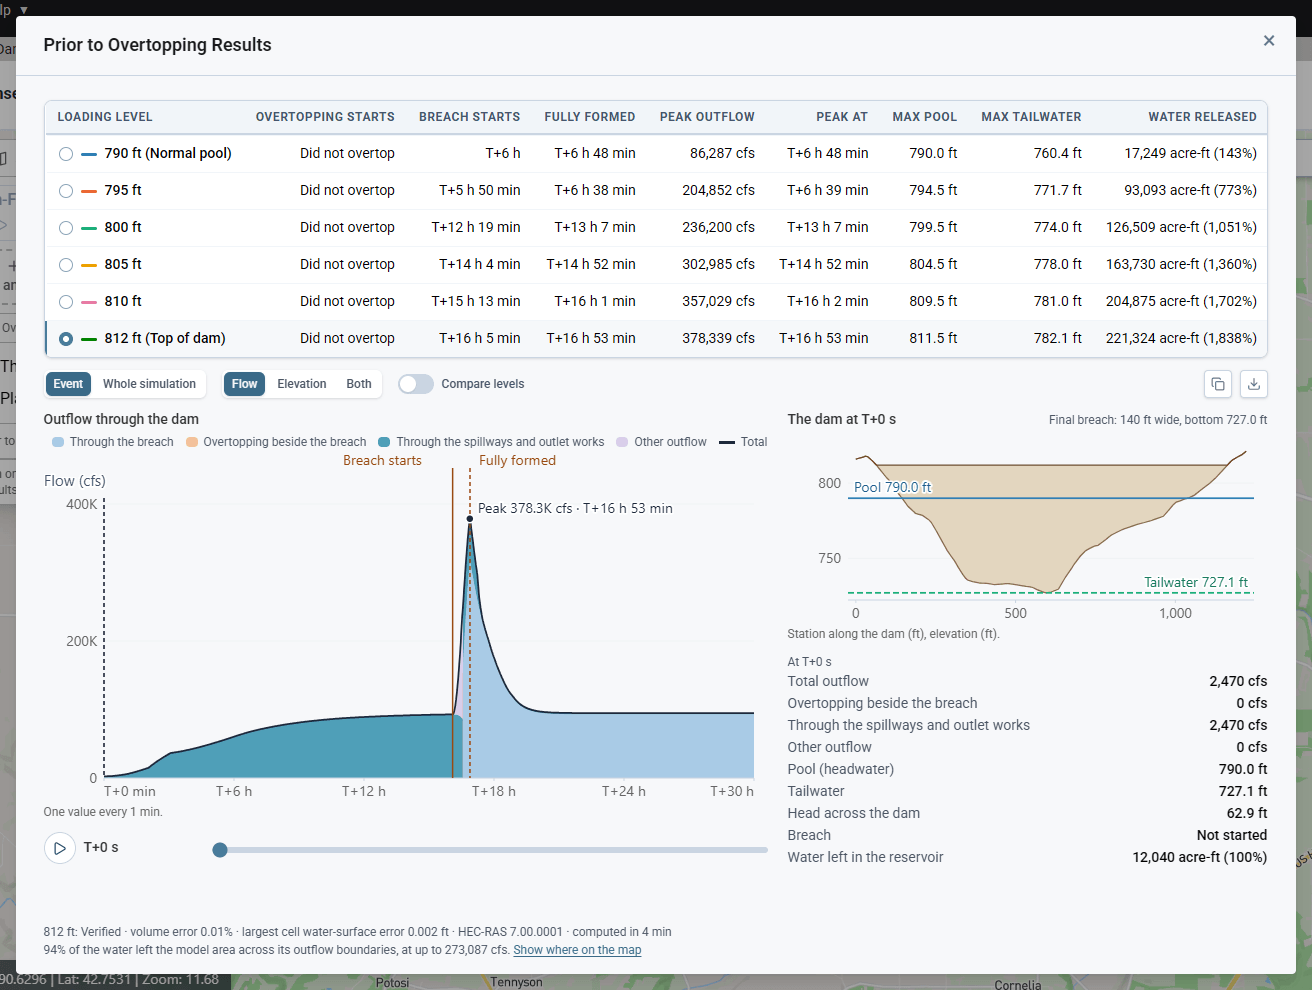 lp ▼
Prior to Overtopping Results
LOADING LEVEL OVERTOPPING STARTS BREACH STARTS FULLY FORMED PEAK OUTFLOW PEAK AT MAX POOL MAX TAILWATER WATER RELEASED
790 ft (Normal pool) Did not overtop T+6 h T+6 h 48 min 86,287 cfs T+6 h 48 min 790.0 ft 760.4 ft 17,249 acre-ft (143%)
795 ft Did not overtop T+5 h 50 min T+6 h 38 min 204,852 cfs T+6 h 39 min 794.5 ft 771.7 ft 93,093 acre-ft (773%)
800 ft Did not overtop T+12 h 19 min T+13 h 7 min 236,200 cfs T+13 h 7 min 799.5 ft 774.0 ft 126,509 acre-ft (1,051%)
805 ft Did not overtop T+14 h 4 min T+14 h 52 min 302,985 cfs T+14 h 52 min 804.5 ft 778.0 ft 163,730 acre-ft (1,360%)
810 ft Did not overtop T+15 h 13 min T+16 h 1 min 357,029 cfs T+16 h 2 min 809.5 ft 781.0 ft 204,875 acre-ft (1,702%)
812 ft (Top of dam) Did not overtop T+16 h 5 min T+16 h 53 min 378,339 cfs T+16 h 53 min 811.5 ft 782.1 ft 221,324 acre-ft (1,838%)
Event Whole simulation Flow Elevation Both Compare levels
Outflow through the dam
Through the breach Overtopping beside the breach Through the spillways and outlet works Other outflow Total
Breach starts Fully formed
Flow (cfs)
400K
Peak 378.3K cfs · T+16 h 53 min
200K
0
T+0 min T+6 h T+12 h T+18 h T+24 h T+30 h
One value every 1 min.
T+0 s
The dam at T+0 s Final breach: 140 ft wide, bottom 727.0 ft
800
Pool 790.0 ft
750
Tailwater 727.1 ft
0 500 1,000
Station along the dam (ft), elevation (ft).
At T+0 s
Total outflow 2,470 cfs
Overtopping beside the breach 0 cfs
Through the spillways and outlet works 2,470 cfs
Other outflow 0 cfs
Pool (headwater) 790.0 ft
Tailwater 727.1 ft
Head across the dam 62.9 ft
Breach Not started
Water left in the reservoir 12,040 acre-ft (100%)
812 ft: Verified · volume error 0.01% · largest cell water-surface error 0.002 ft · HEC-RAS 7.00.0001 · computed in 4 min
94% of the water left the model area across its outflow boundaries, at up to 273,087 cfs. Show where on the map
90.6296 | Lat: 42.7531 | Zoom: 11.68
Potosi
Tennyson
Cornelia